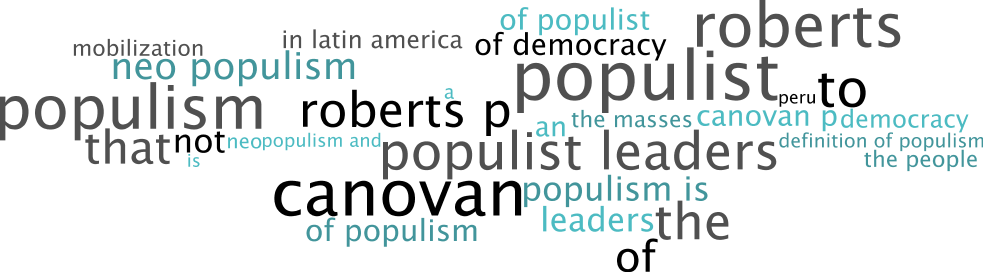 roberts
of populist
in latin america
of democracy
mobilization
neo populism
populist
a
peru
to
populism
roberts p
an
the masses
canovan p
democracy
that
not
neopopulism and
is
populist leaders
definition of populism
the people
canovan
populism is
of populism
leaders
the
of